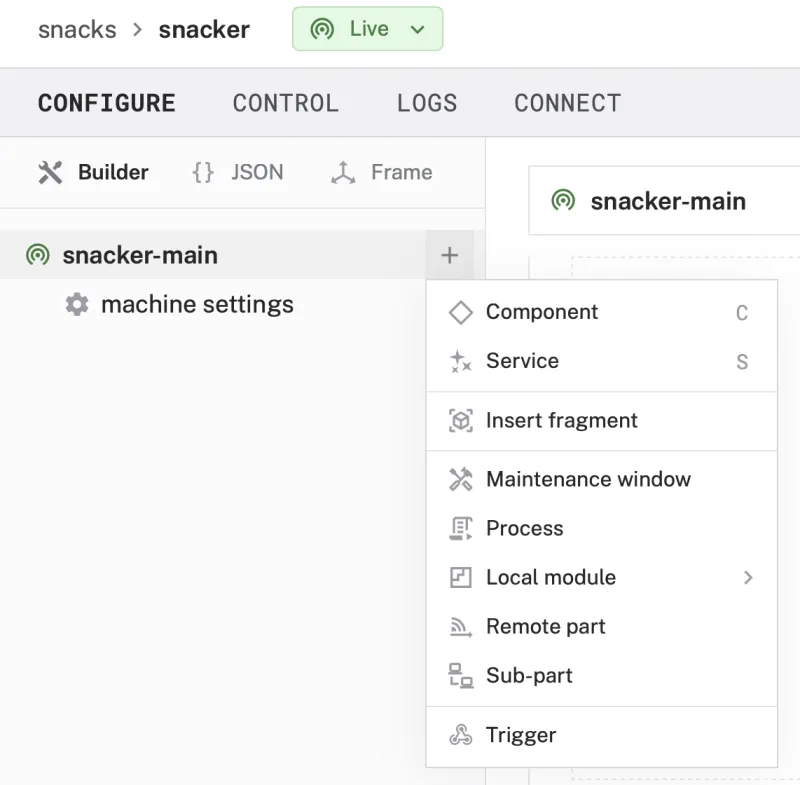 snacks > snacker Live
CONFIGURE CONTROL LOGS CONNECT
Builder {} JSON Frame
snacker-main
snacker-main +
machine settings
Component C
Service S
Insert fragment
Maintenance window
Process
Local module >
Remote part
Sub-part
Trigger